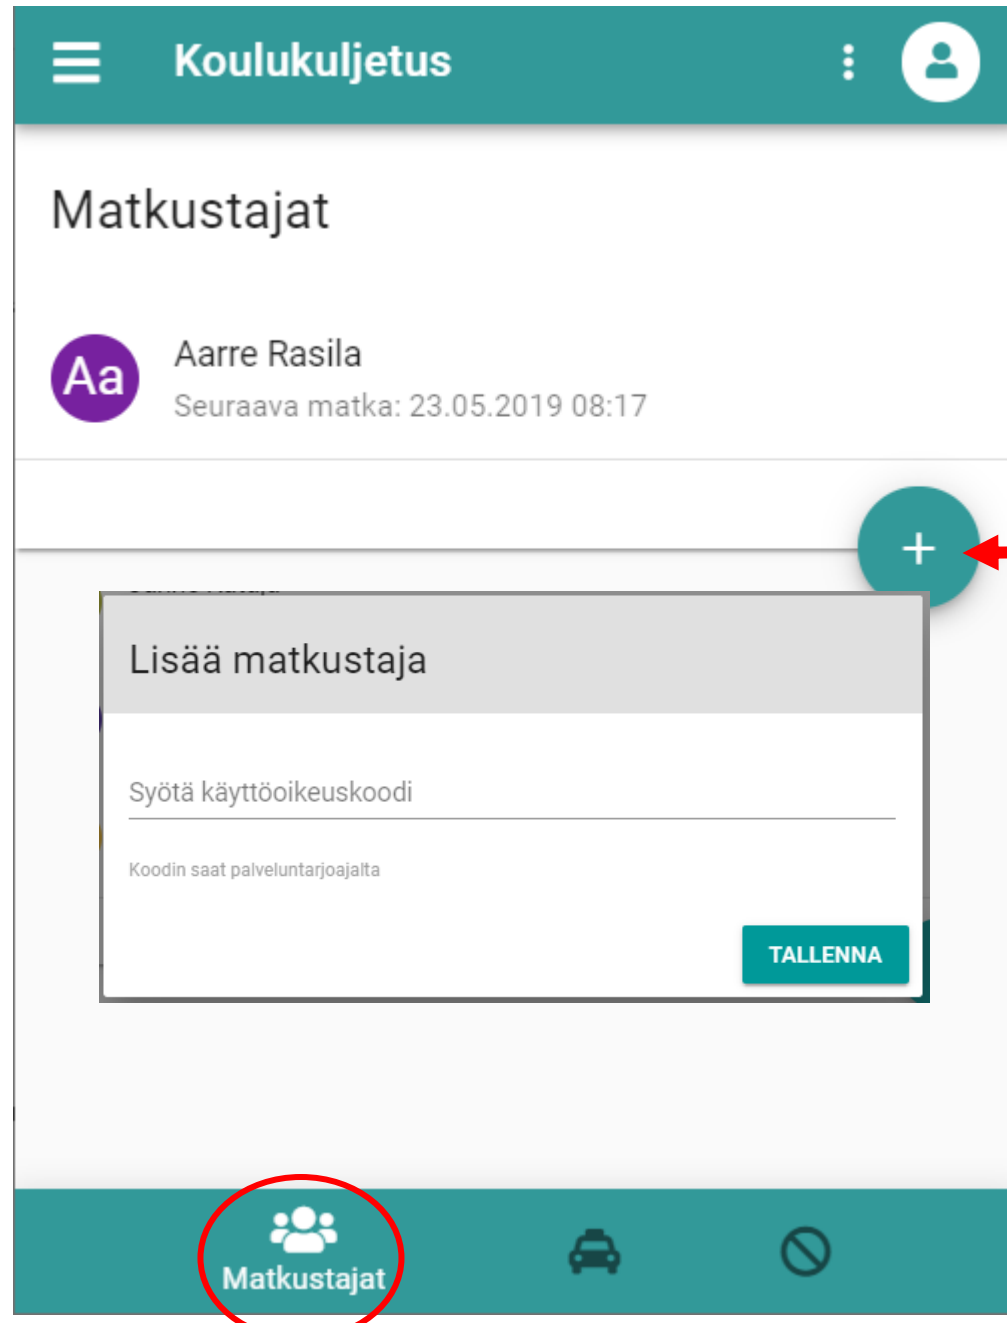 Koulukuljetus
Matkustajat
Aa
Aarre Rasila
Seuraava matka: 23.05.2019 08:17
+
Lisää matkustaja
Syötä käyttöoikeuskoodi
Koodin saat palveluntarjoajalta
TALLENNA
Matkustajat